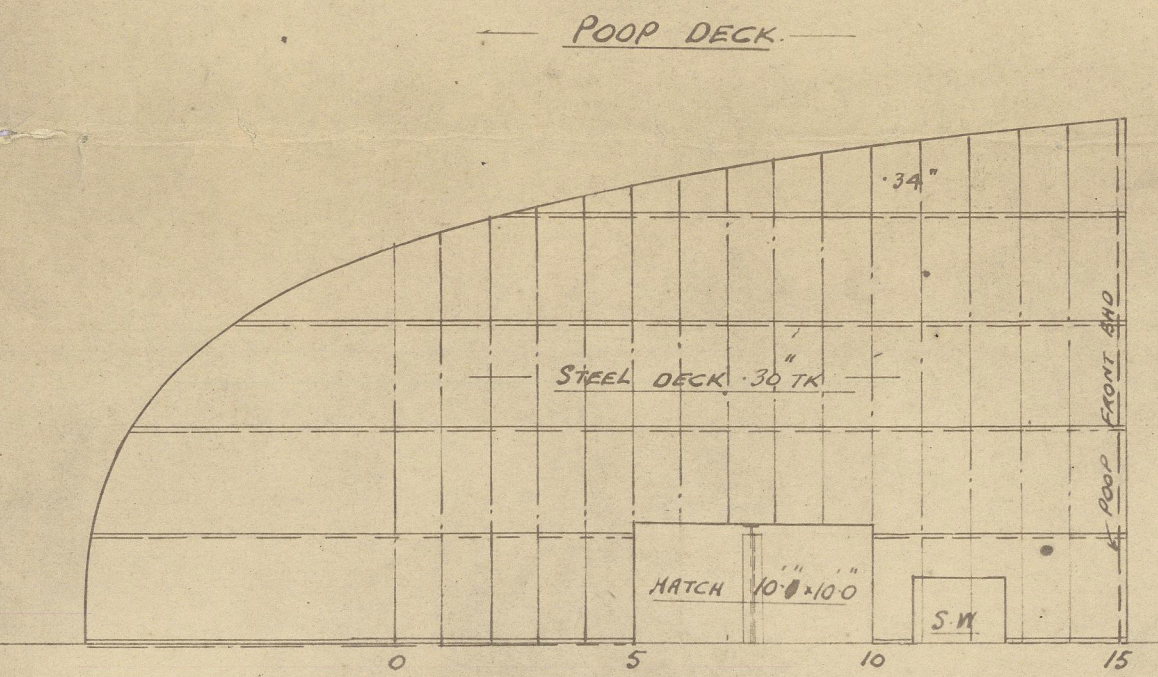 POOP DECK.
·34"
STEEL DECK ·30" TK
POOP FRONT BHD
HATCH 10'·0" x 10'·0"
S·W
0 5 10 15